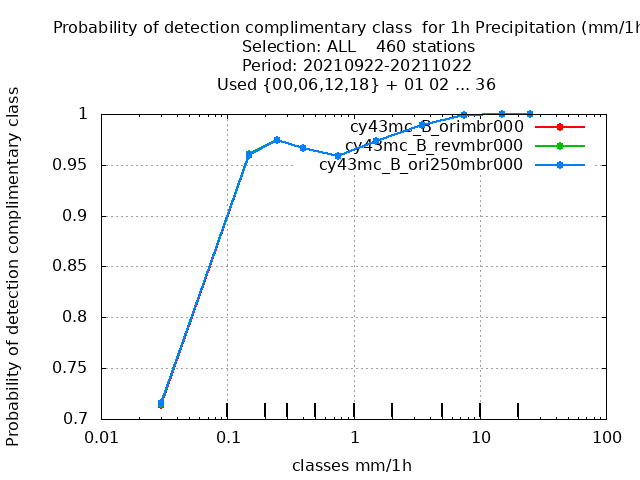 Probability of detection complimentary class  for 1h Precipitation (mm/1h
Selection: ALL    460 stations
Period: 20210922-20211022
Used {00,06,12,18} + 01 02 ... 36
Probability of detection complimentary class
1
0.95
0.9
0.85
0.8
0.75
0.7
cy43mc_B_orimbr000
cy43mc_B_revmbr000
cy43mc_B_ori250mbr000
0.01
0.1
1
10
100
classes mm/1h